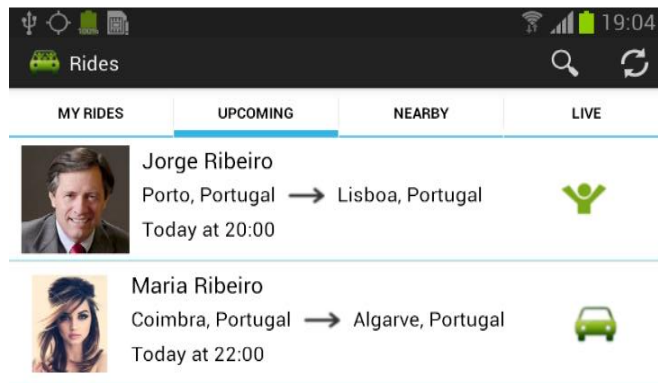 100%
19:04
Rides
MY RIDES UPCOMING NEARBY LIVE
Jorge Ribeiro
Porto, Portugal → Lisboa, Portugal
Today at 20:00
Maria Ribeiro
Coimbra, Portugal → Algarve, Portugal
Today at 22:00